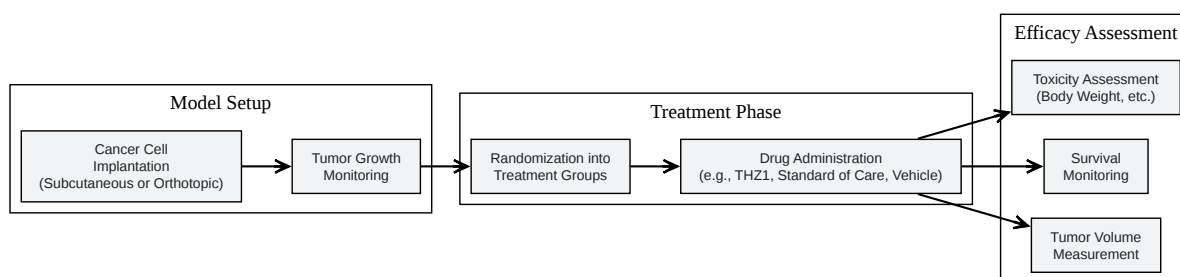 Model Setup
Cancer Cell
Implantation
(Subcutaneous or Orthotopic)
Tumor Growth
Monitoring
Treatment Phase
Randomization into
Treatment Groups
Drug Administration
(e.g., THZ1, Standard of Care, Vehicle)
Efficacy Assessment
Toxicity Assessment
(Body Weight, etc.)
Survival
Monitoring
Tumor Volume
Measurement